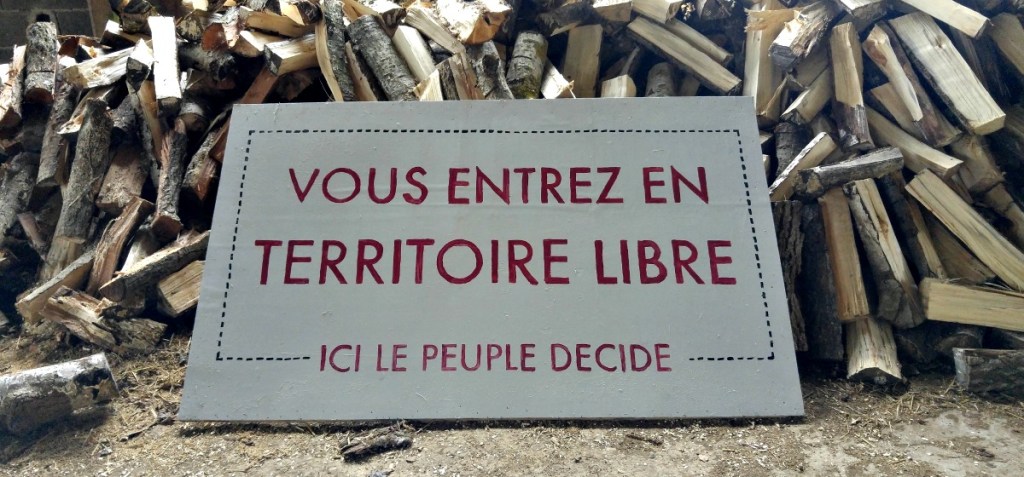 VOUS ENTREZ EN
TERRITOIRE LIBRE
ICI LE PEUPLE DECIDE